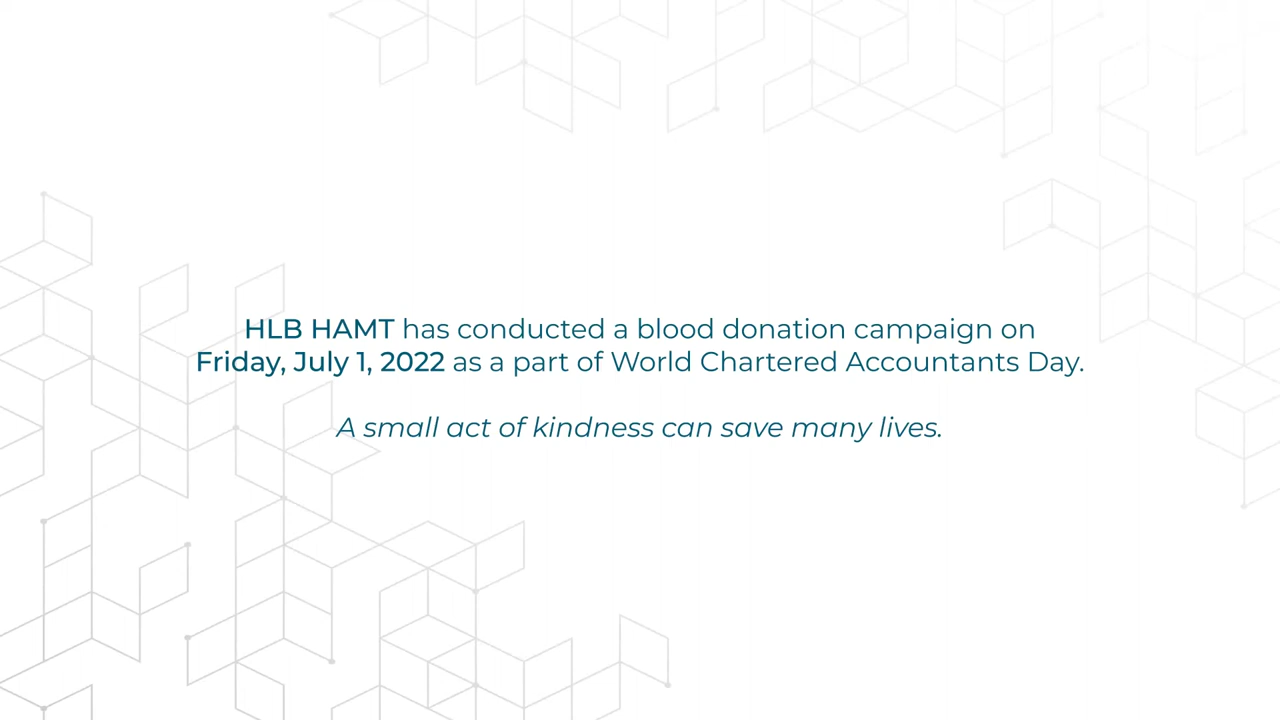 HLB HAMT has conducted a blood donation campaign on
Friday, July 1, 2022 as a part of World Chartered Accountants Day.
A small act of kindness can save many lives.